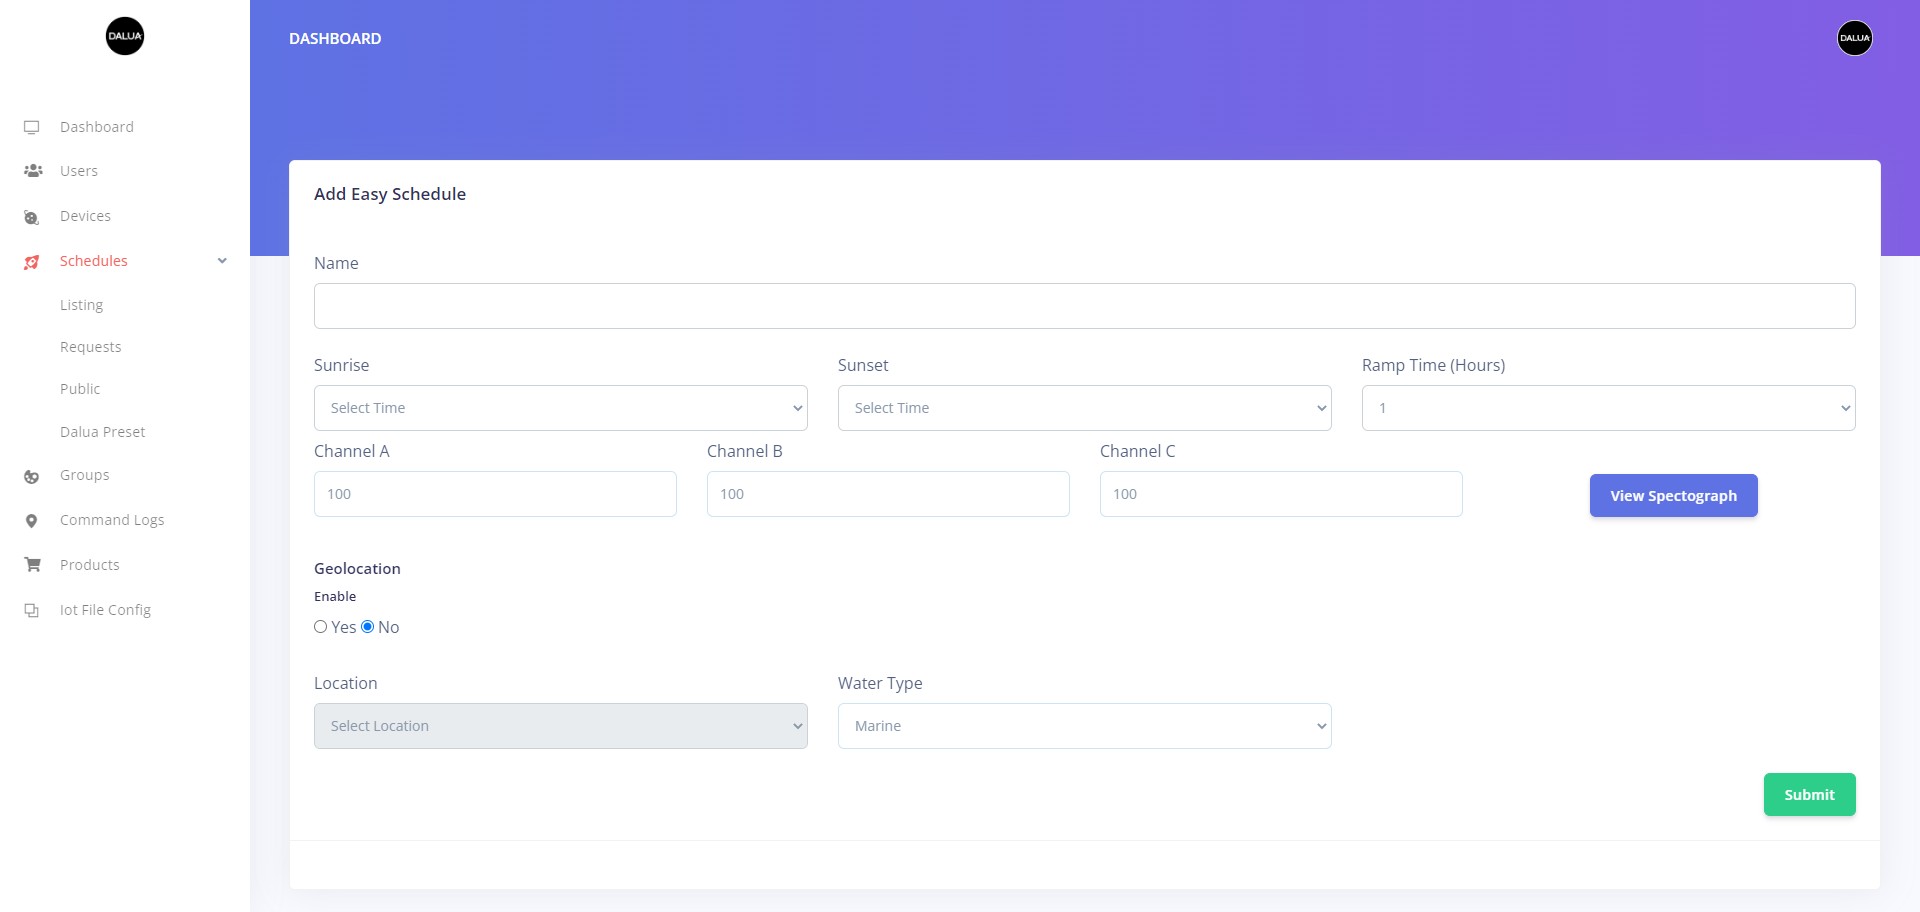 DALUA
DASHBOARD
DALUA
Dashboard
Users
Devices
Schedules
Listing
Requests
Public
Dalua Preset
Groups
Command Logs
Products
Iot File Config
Add Easy Schedule
Name
Sunrise Sunset Ramp Time (Hours)
Select Time Select Time 1
Channel A Channel B Channel C
100 100 100 View Spectograph
Geolocation
Enable
Yes No
Location Water Type
Select Location Marine
Submit